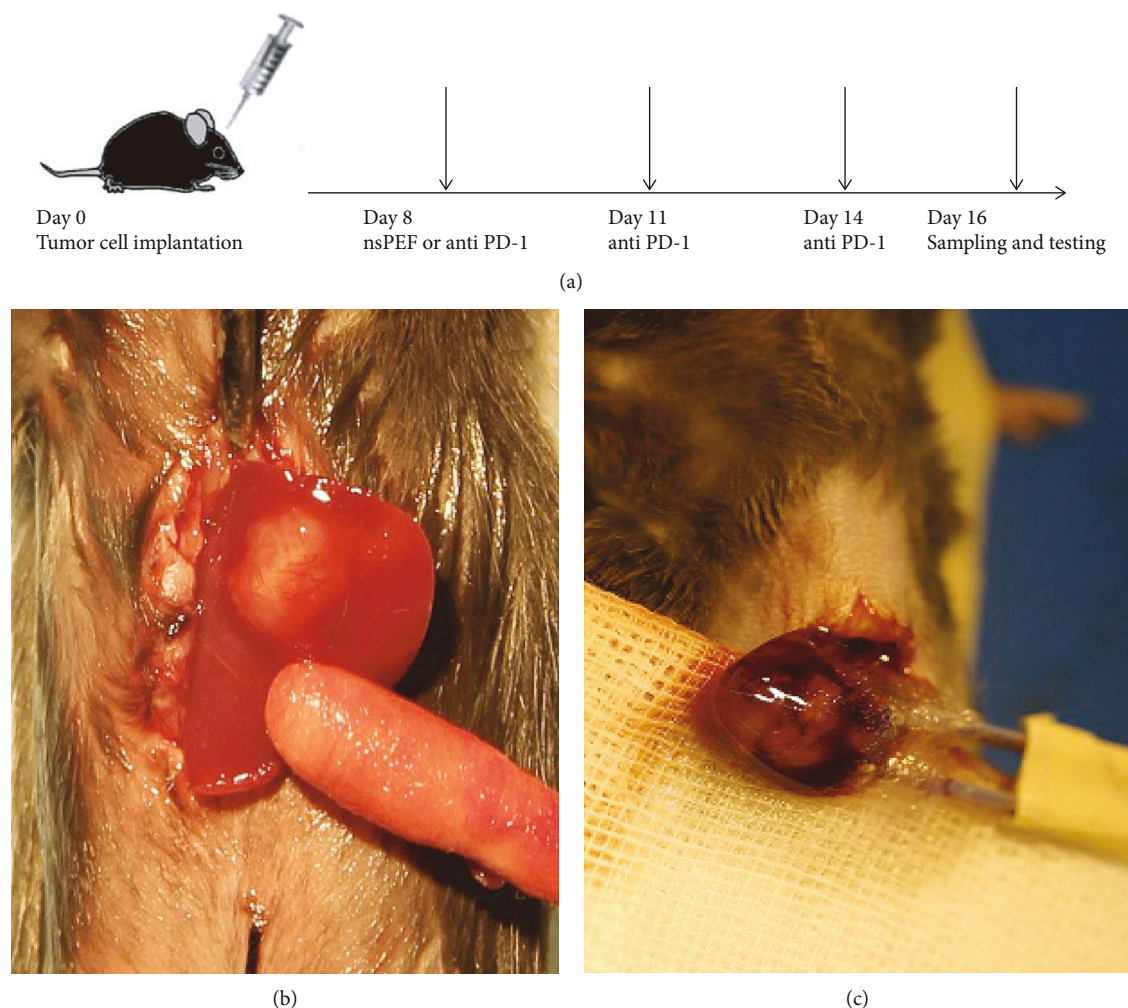 Day 0
Tumor cell implantation
Day 8
nsPEF or anti PD-1
Day 11
anti PD-1
Day 14
anti PD-1
Day 16
Sampling and testing
(a)
(b)
(c)